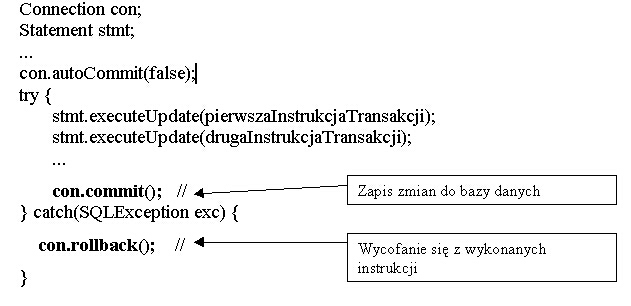 Connection con;
Statement stmt;
...
con.autoCommit(false);
try {
stmt.executeUpdate(pierwszaInstrukcjaTransakcji);
stmt.executeUpdate(drugaInstrukcjaTransakcji);
...
con.commit();  // Zapis zmian do bazy danych
} catch(SQLException exc) {
con.rollback();  // Wycofanie się z wykonanych
instrukcji
}